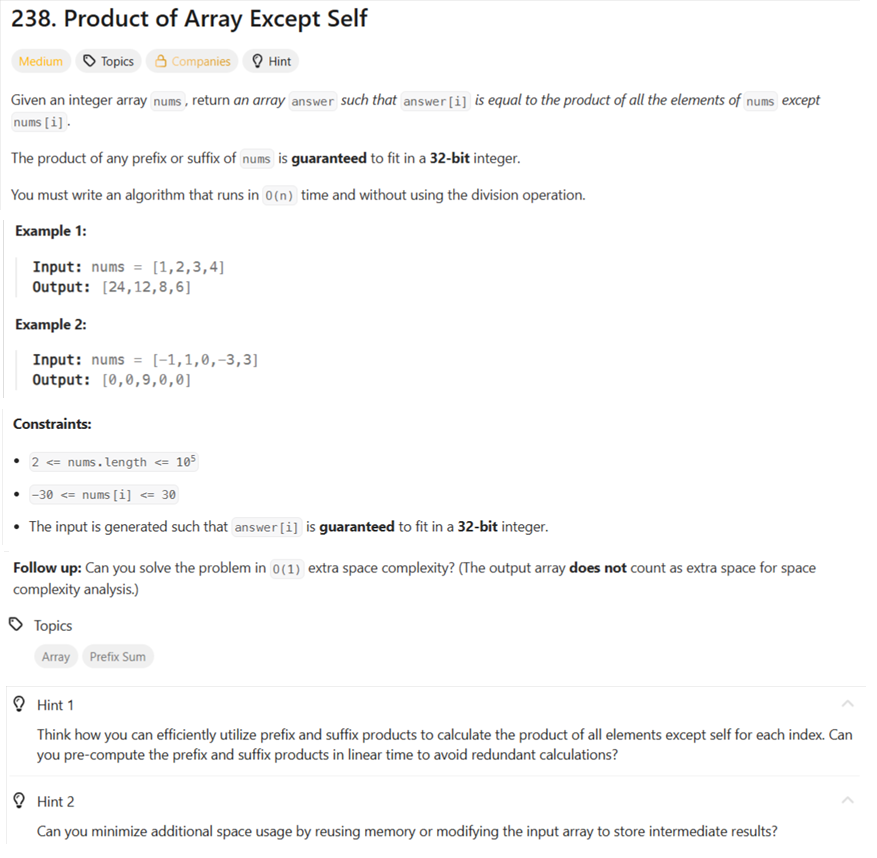 238. Product of Array Except Self
Medium Topics Companies Hint
Given an integer array nums, return an array answer such that answer[i] is equal to the product of all the elements of nums except
nums[i].
The product of any prefix or suffix of nums is guaranteed to fit in a 32-bit integer.
You must write an algorithm that runs in O(n) time and without using the division operation.
Example 1:
Input: nums = [1,2,3,4]
Output: [24,12,8,6]
Example 2:
Input: nums = [-1,1,0,-3,3]
Output: [0,0,9,0,0]
Constraints:
• 2 <= nums.length <= 10⁵
• -30 <= nums[i] <= 30
• The input is generated such that answer[i] is guaranteed to fit in a 32-bit integer.
Follow up: Can you solve the problem in O(1) extra space complexity? (The output array does not count as extra space for space
complexity analysis.)
Topics
Array Prefix Sum
Hint 1
Think how you can efficiently utilize prefix and suffix products to calculate the product of all elements except self for each index. Can
you pre-compute the prefix and suffix products in linear time to avoid redundant calculations?
Hint 2
Can you minimize additional space usage by reusing memory or modifying the input array to store intermediate results?